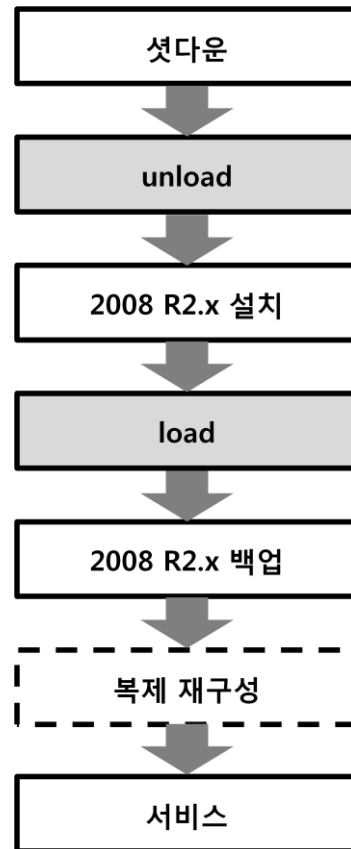 셧다운
unload
2008 R2.x 설치
load
2008 R2.x 백업
복제 재구성
서비스